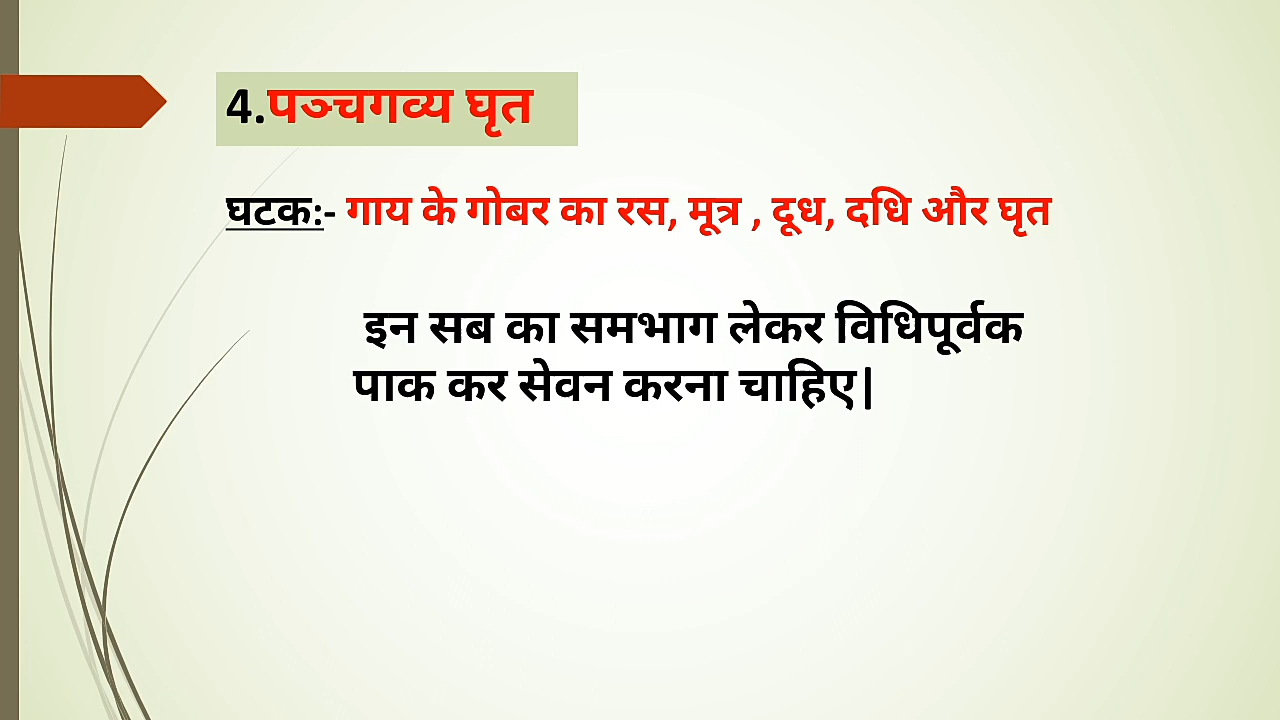 4.पञ्चगव्य घृत
घटक:- गाय के गोबर का रस, मूत्र , दूध, दधि और घृत
इन सब का समभाग लेकर विधिपूर्वक
पाक कर सेवन करना चाहिए|